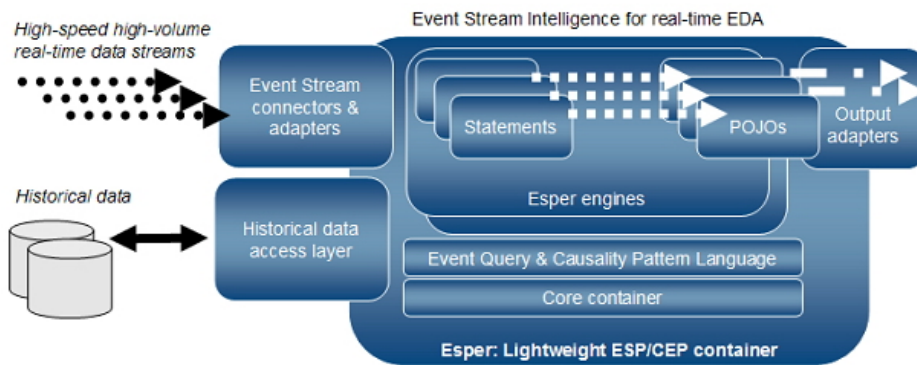 Event Stream Intelligence for real-time EDA
High-speed high-volume
real-time data streams
Event Stream
connectors &
adapters
Statements
POJOs
Output
adapters
Esper engines
Historical data
Historical data
access layer
Event Query & Causality Pattern Language
Core container
Esper: Lightweight ESP/CEP container